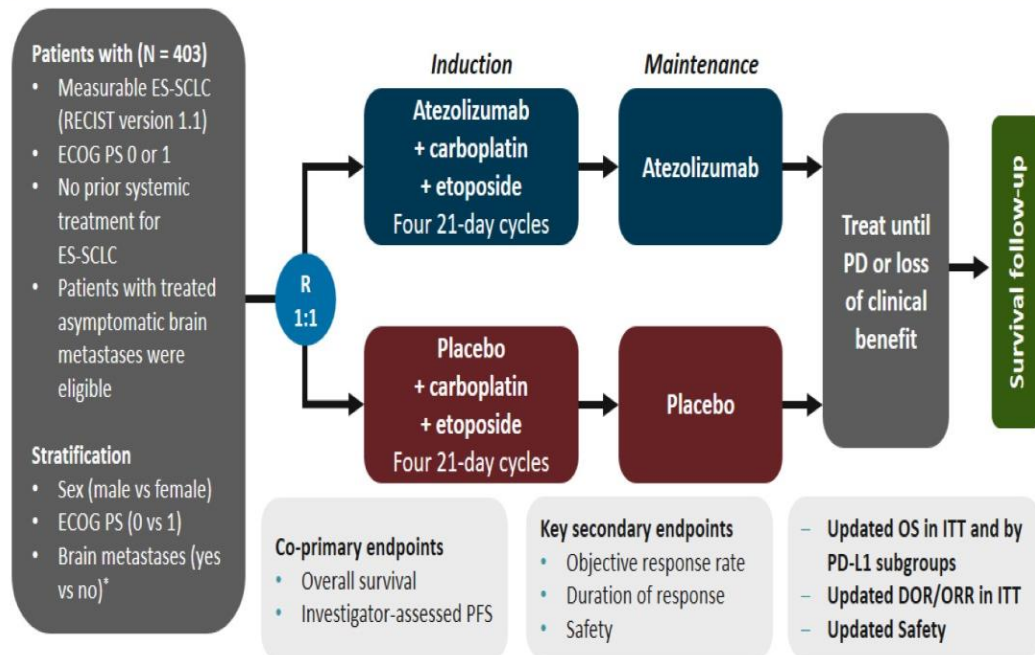 Patients with (N = 403)
• Measurable ES-SCLC
(RECIST version 1.1)
• ECOG PS 0 or 1
• No prior systemic
treatment for
ES-SCLC
• Patients with treated
asymptomatic brain
metastases were
eligible
Stratification
• Sex (male vs female)
• ECOG PS (0 vs 1)
• Brain metastases (yes
vs no)*
R
1:1
Induction
Atezolizumab
+ carboplatin
+ etoposide
Four 21-day cycles
Maintenance
Atezolizumab
Placebo
+ carboplatin
+ etoposide
Four 21-day cycles
Placebo
Treat until
PD or loss
of clinical
benefit
Survival follow-up
Co-primary endpoints
• Overall survival
• Investigator-assessed PFS
Key secondary endpoints
• Objective response rate
• Duration of response
• Safety
– Updated OS in ITT and by
PD-L1 subgroups
– Updated DOR/ORR in ITT
– Updated Safety